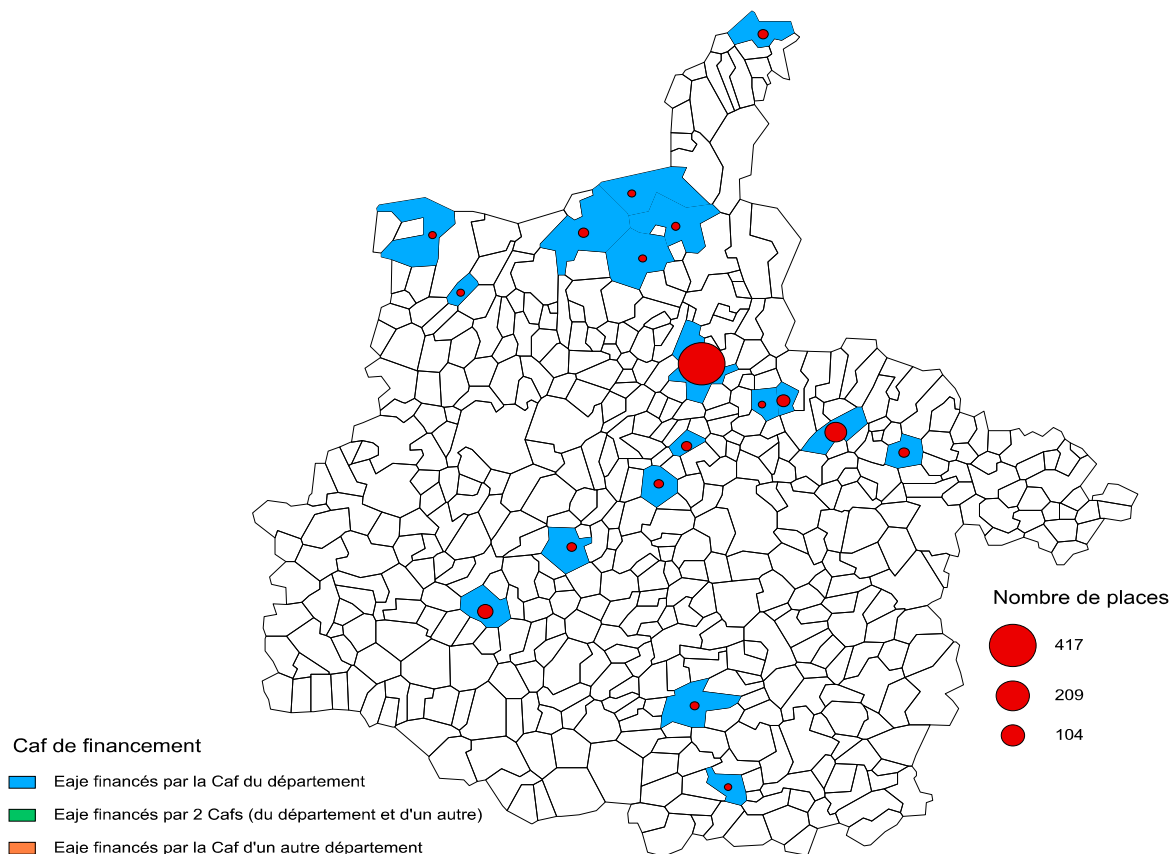 Nombre de places
417
209
104
Caf de financement
Eaje financés par la Caf du département
Eaje financés par 2 Cafs (du département et d'un autre)
Eaje financés par la Caf d'un autre département